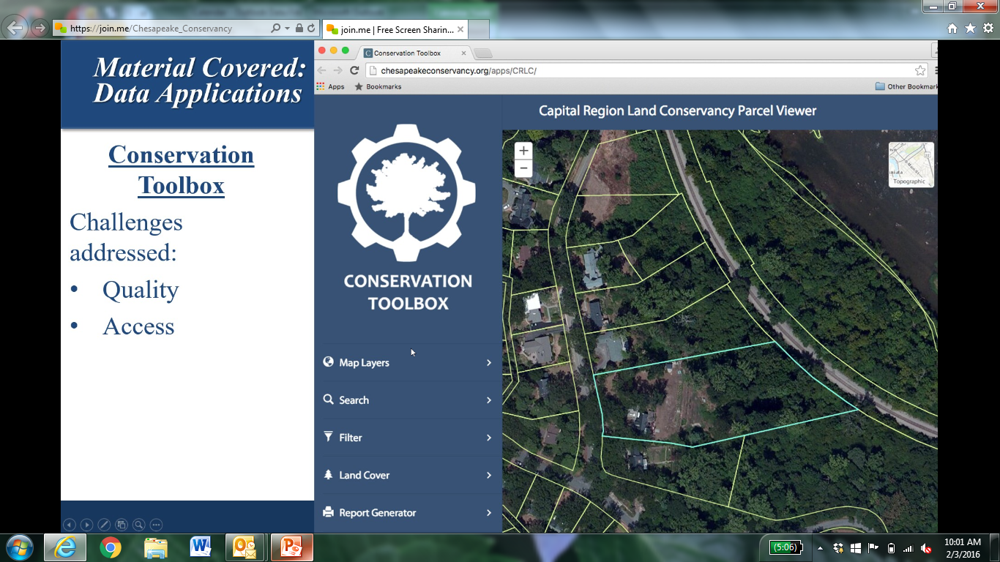 https://join.me/Chesapeake_Conservancy
join.me | Free Screen Sharin...
Material Covered:
Data Applications
Conservation
Toolbox
Challenges
addressed:
• Quality
• Access
Conservation Toolbox
chesapeakeconservancy.org/apps/CRLC/
Apps
Bookmarks
Other Bookmark
Capital Region Land Conservancy Parcel Viewer
CONSERVATION
TOOLBOX
Map Layers
Search
Filter
Land Cover
Report Generator
+
−
Topographic
(5:06)
10:01 AM
2/3/2016